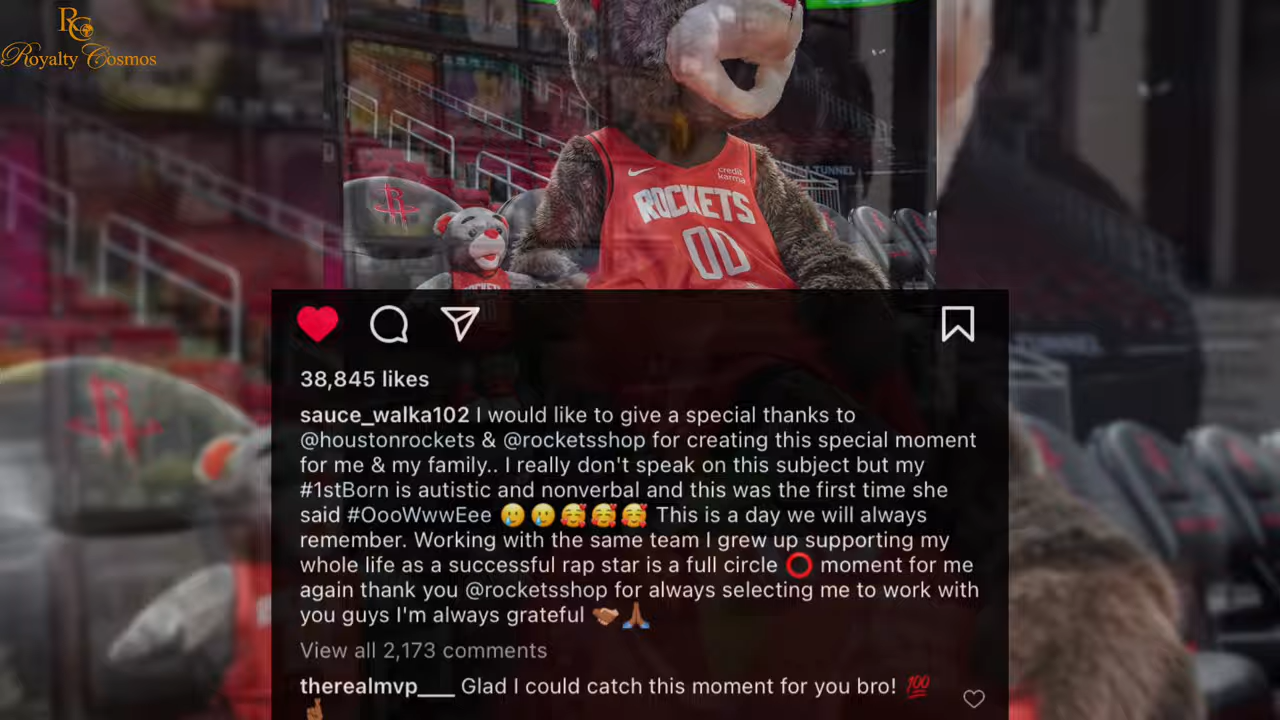 RC
Royalty Cosmos
credit
karma
TUNNEL
ROCKETS
00
R
ROCKETS
38,845 likes
sauce_walka102 I would like to give a special thanks to
@houstonrockets & @rocketsshop for creating this special moment
for me & my family.. I really don't speak on this subject but my
#1stBorn is autistic and nonverbal and this was the first time she
said #OooWwwEee 🥲🥲🥰🥰🥰 This is a day we will always
remember. Working with the same team I grew up supporting my
whole life as a successful rap star is a full circle ⭕ moment for me
again thank you @rocketsshop for always selecting me to work with
you guys I'm always grateful 🤝🏾🙏🏾
View all 2,173 comments
therealmvp___ Glad I could catch this moment for you bro! 💯
🤞🏾